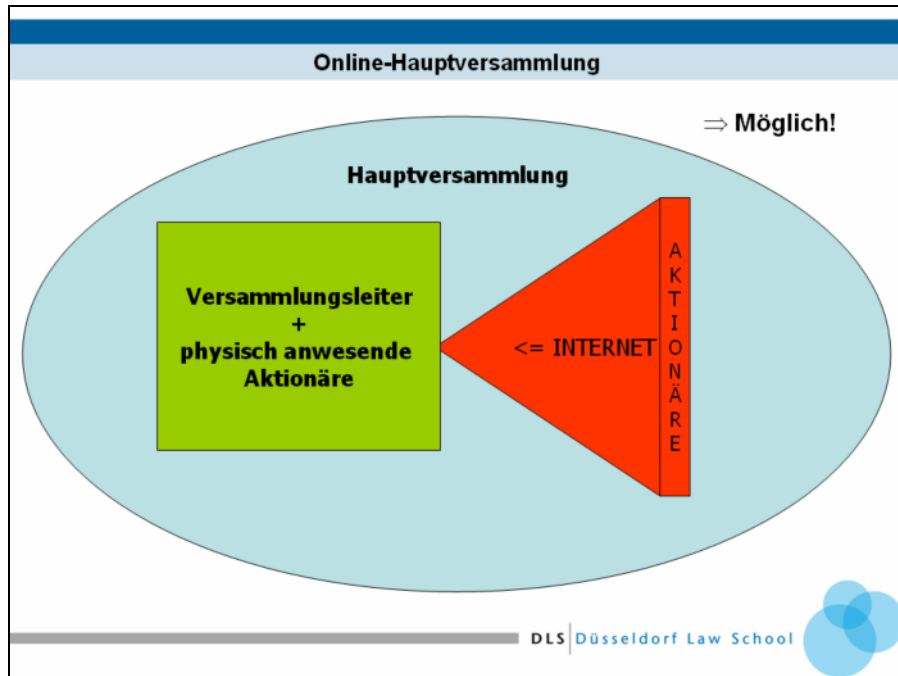 Online-Hauptversammlung
⇒ Möglich!
Hauptversammlung
Versammlungsleiter
+
physisch anwesende
Aktionäre
<= INTERNET
AKTIONÄRE
DLS Düsseldorf Law School